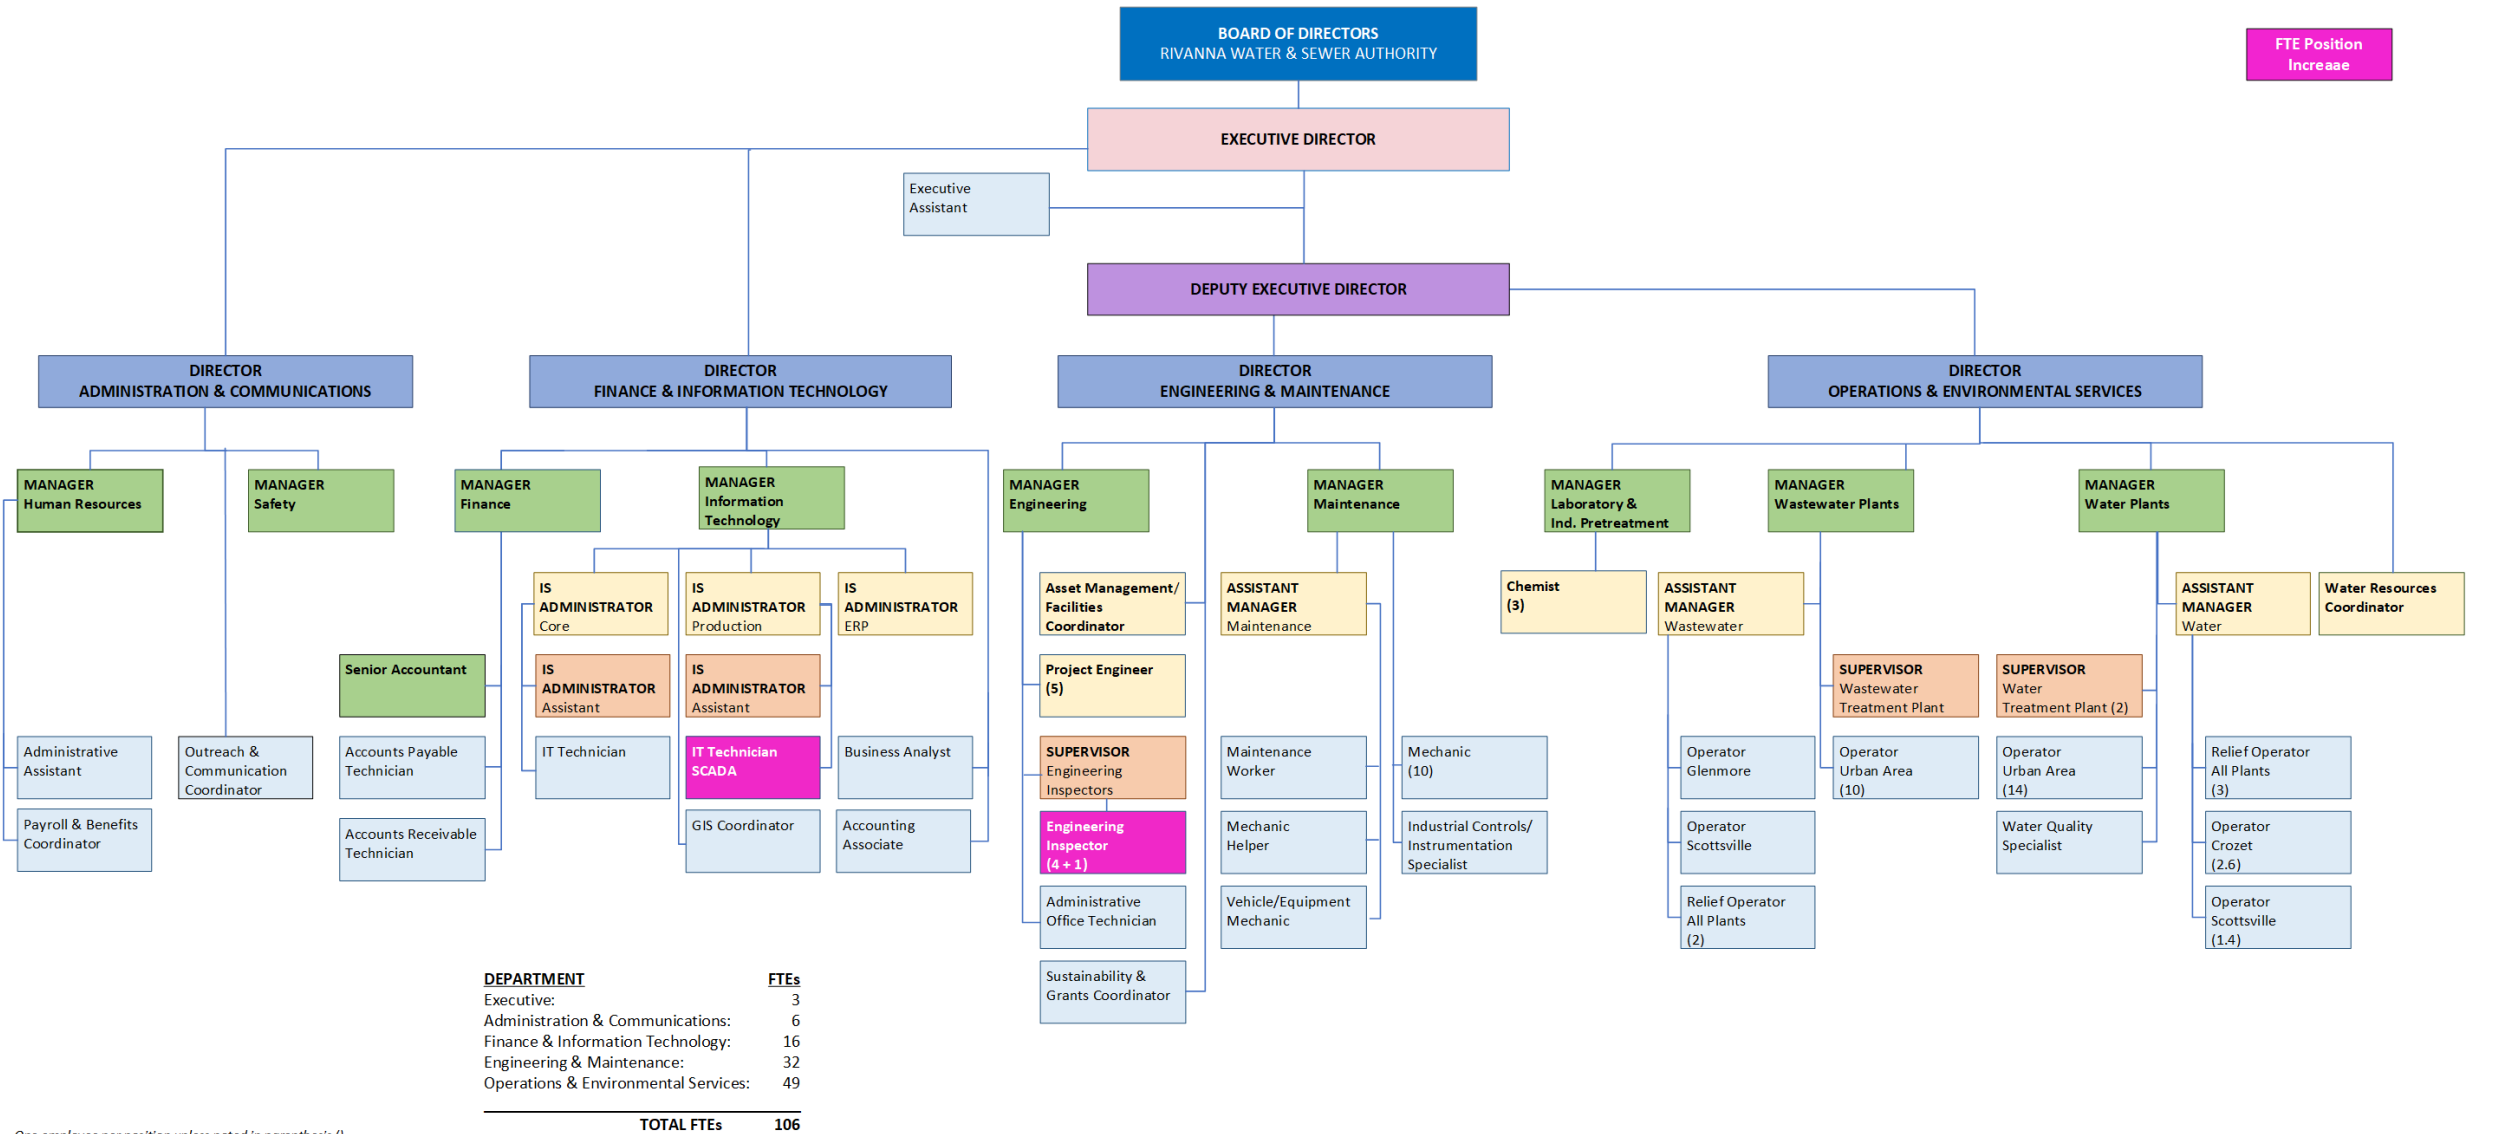 BOARD OF DIRECTORS
RIVANNA WATER & SEWER AUTHORITY
FTE Position
Increaae
EXECUTIVE DIRECTOR
Executive
Assistant
DEPUTY EXECUTIVE DIRECTOR
DIRECTOR
ADMINISTRATION & COMMUNICATIONS
DIRECTOR
FINANCE & INFORMATION TECHNOLOGY
DIRECTOR
ENGINEERING & MAINTENANCE
DIRECTOR
OPERATIONS & ENVIRONMENTAL SERVICES
MANAGER
Human Resources
MANAGER
Safety
MANAGER
Finance
MANAGER
Information
Technology
MANAGER
Engineering
MANAGER
Maintenance
MANAGER
Laboratory &
Ind. Pretreatment
MANAGER
Wastewater Plants
MANAGER
Water Plants
IS
ADMINISTRATOR
Core
IS
ADMINISTRATOR
Production
IS
ADMINISTRATOR
ERP
Asset Management/
Facilities
Coordinator
ASSISTANT
MANAGER
Maintenance
Chemist
(3)
ASSISTANT
MANAGER
Wastewater
ASSISTANT
MANAGER
Water
Water Resources
Coordinator
Senior Accountant
IS
ADMINISTRATOR
Assistant
IS
ADMINISTRATOR
Assistant
Project Engineer
(5)
SUPERVISOR
Wastewater
Treatment Plant
SUPERVISOR
Water
Treatment Plant (2)
Administrative
Assistant
Outreach &
Communication
Coordinator
Accounts Payable
Technician
IT Technician
IT Technician
SCADA
Business Analyst
SUPERVISOR
Engineering
Inspectors
Maintenance
Worker
Mechanic
(10)
Operator
Glenmore
Operator
Urban Area
(10)
Operator
Urban Area
(14)
Relief Operator
All Plants
(3)
Payroll & Benefits
Coordinator
Accounts Receivable
Technician
GIS Coordinator
Accounting
Associate
Engineering
Inspector
(4 + 1)
Mechanic
Helper
Industrial Controls/
Instrumentation
Specialist
Operator
Scottsville
Water Quality
Specialist
Operator
Crozet
(2.6)
Administrative
Office Technician
Vehicle/Equipment
Mechanic
Relief Operator
All Plants
(2)
Operator
Scottsville
(1.4)
Sustainability &
Grants Coordinator
DEPARTMENT FTEs
Executive: 3
Administration & Communications: 6
Finance & Information Technology: 16
Engineering & Maintenance: 32
Operations & Environmental Services: 49
TOTAL FTEs 106
One employee per position unless noted in parenthesis ()